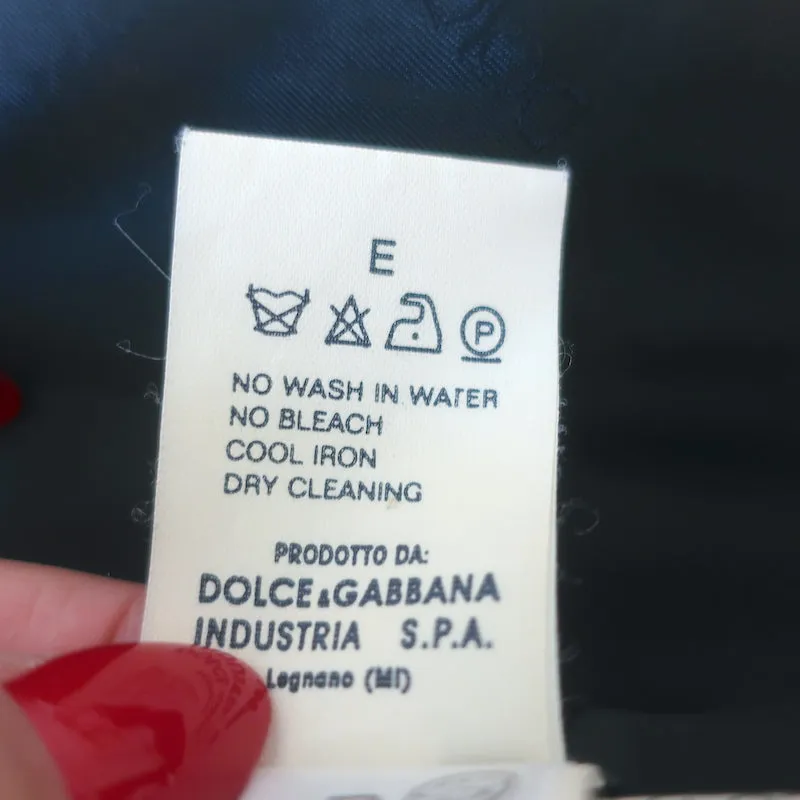 E
P
NO WASH IN WATER
NO BLEACH
COOL IRON
DRY CLEANING
PRODOTTO DA:
DOLCE&GABBANA
INDUSTRIA S.P.A.
Legnano (MI)